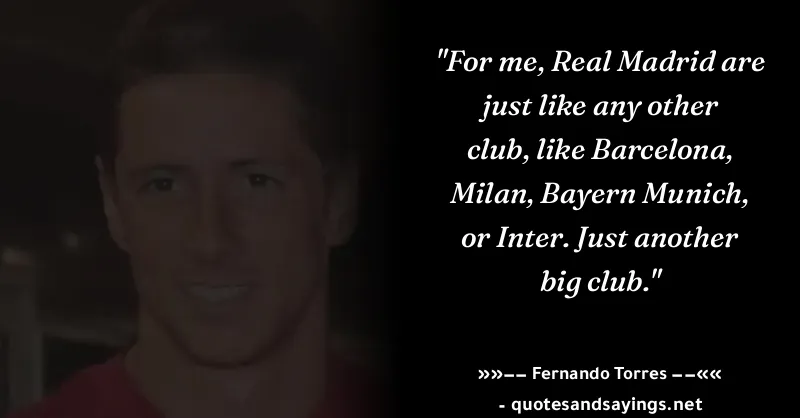 "For me, Real Madrid are
just like any other
club, like Barcelona,
Milan, Bayern Munich,
or Inter. Just another
big club."
»»–– Fernando Torres ––««
- quotesandsayings.net